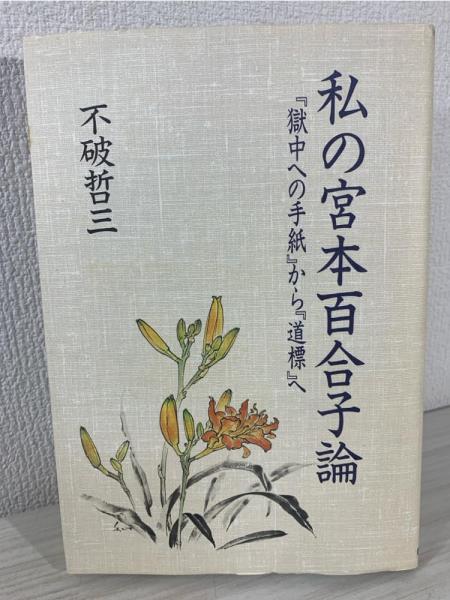 私の宮本百合子論
『獄中への手紙』から『道標』へ
不破哲三